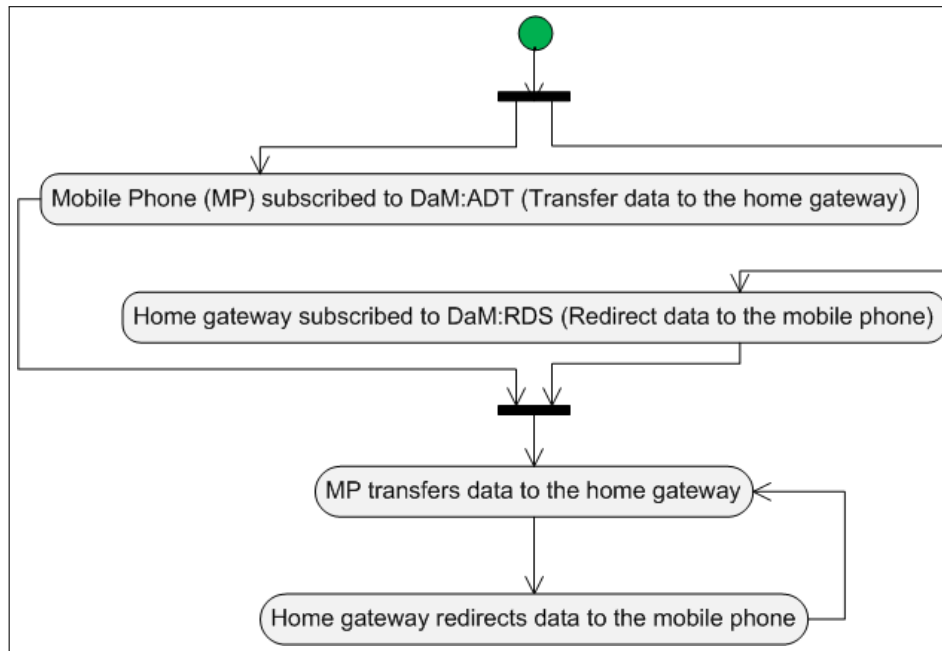 Mobile Phone (MP) subscribed to DaM:ADT (Transfer data to the home gateway)
Home gateway subscribed to DaM:RDS (Redirect data to the mobile phone)
MP transfers data to the home gateway
Home gateway redirects data to the mobile phone